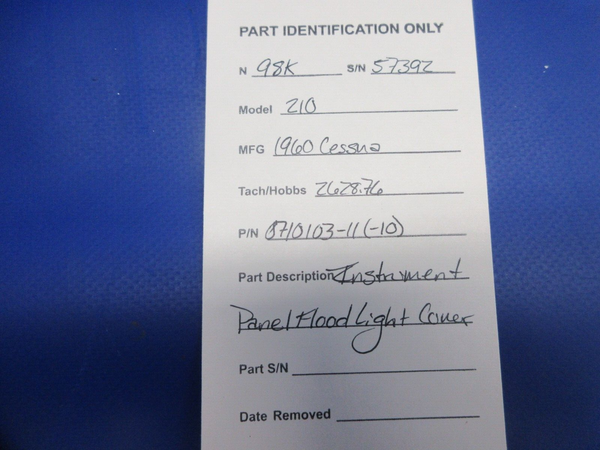 PART IDENTIFICATION ONLY
N 98K S/N 57392
Model 210
MFG 1960 Cessna
Tach/Hobbs 2628.76
P/N 0710103-11 (-10)
Part Description Instrument
Panel Flood Light Cover
Part S/N
Date Removed